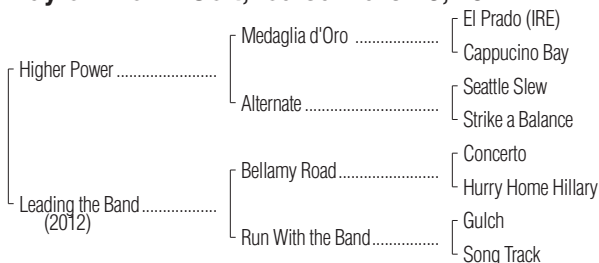 El Prado (IRE)
Medaglia d'Oro ..................
Cappucino Bay
Higher Power ......................
Seattle Slew
Alternate .............................
Strike a Balance
Concerto
Bellamy Road......................
Hurry Home Hillary
Leading the Band.................
(2012)
Gulch
Run With the Band...............
Song Track